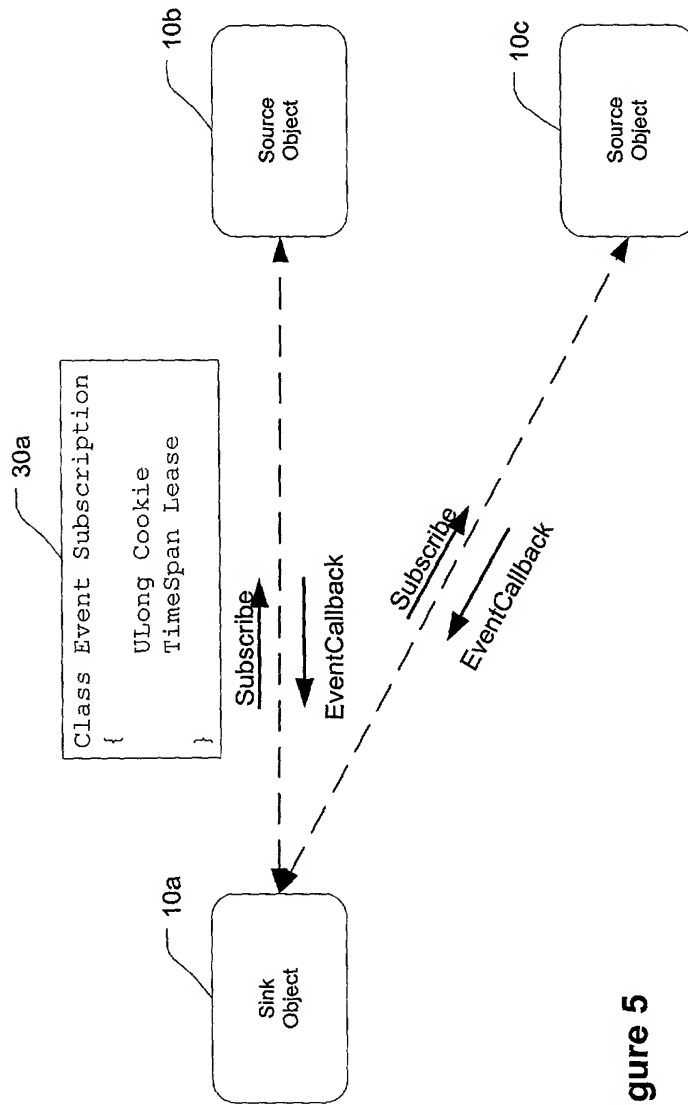 30a
Class Event Subscription
{
ULong Cookie
TimeSpan Lease
}
10a
Sink
Object
Subscribe
EventCallback
10b
Source
Object
Subscribe
EventCallback
10c
Source
Object
gure 5